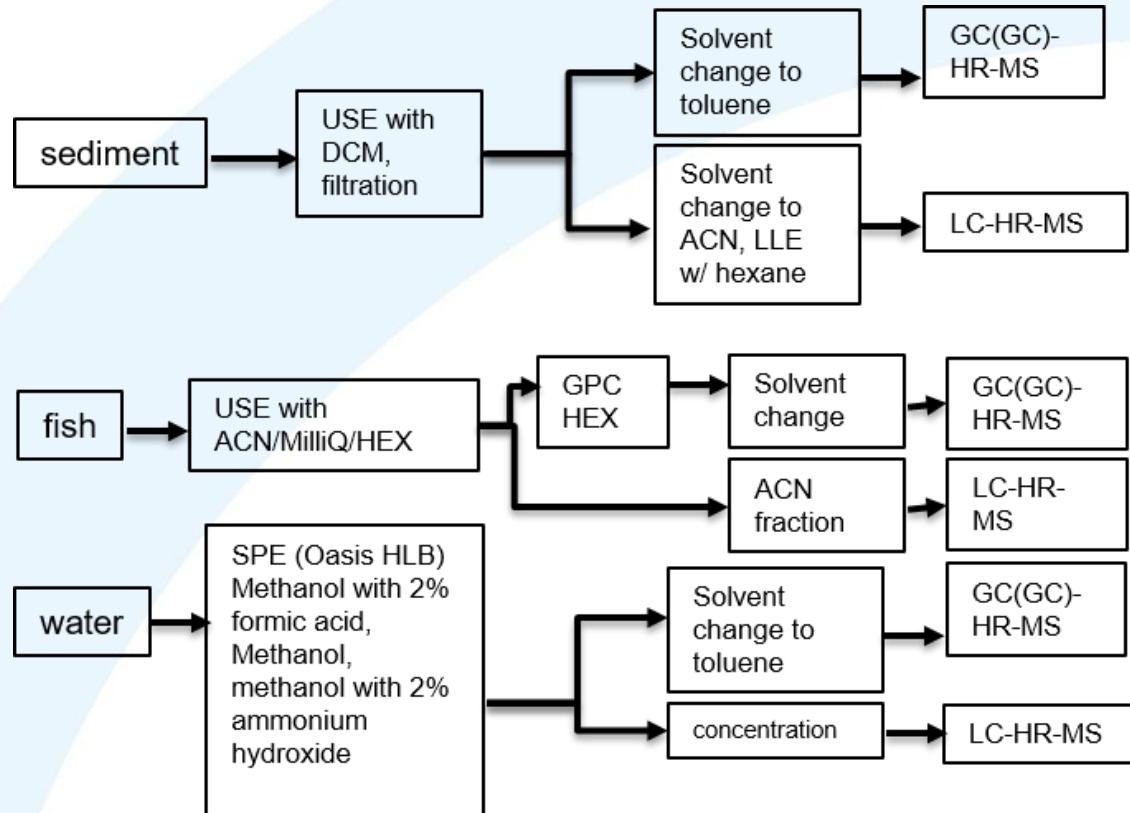 sediment
USE with
DCM,
filtration
Solvent
change to
toluene
GC(GC)-
HR-MS
Solvent
change to
ACN, LLE
w/ hexane
LC-HR-MS
fish
USE with
ACN/MilliQ/HEX
GPC
HEX
Solvent
change
GC(GC)-
HR-MS
ACN
fraction
LC-HR-
MS
water
SPE (Oasis HLB)
Methanol with 2%
formic acid,
Methanol,
methanol with 2%
ammonium
hydroxide
Solvent
change to
toluene
GC(GC)-
HR-MS
concentration
LC-HR-MS